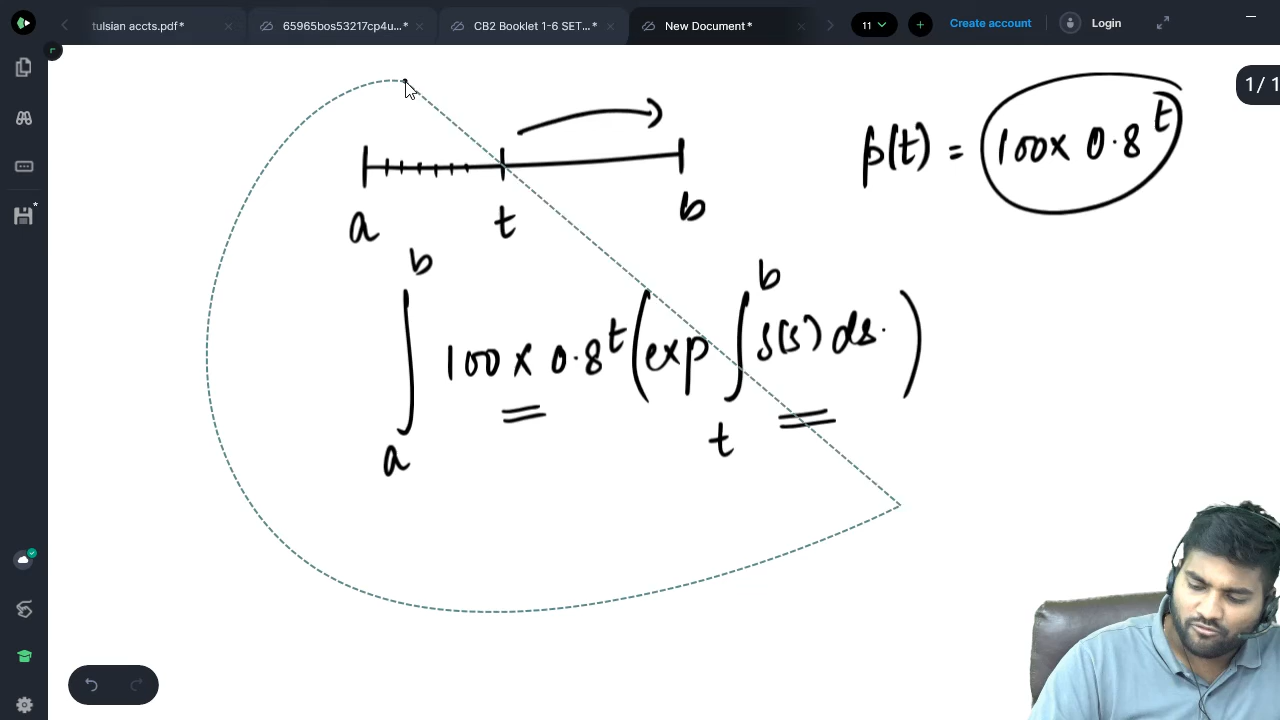 tulsian accts.pdf*
65965bos53217cp4u...*
CB2 Booklet 1-6 SET...*
New Document*
11
Create account
Login
1/1
ρ(t) = 100x 0.8^t
a t b
b b
∫ 100 x 0.8^t (exp ∫ δ(s) ds. )
a t